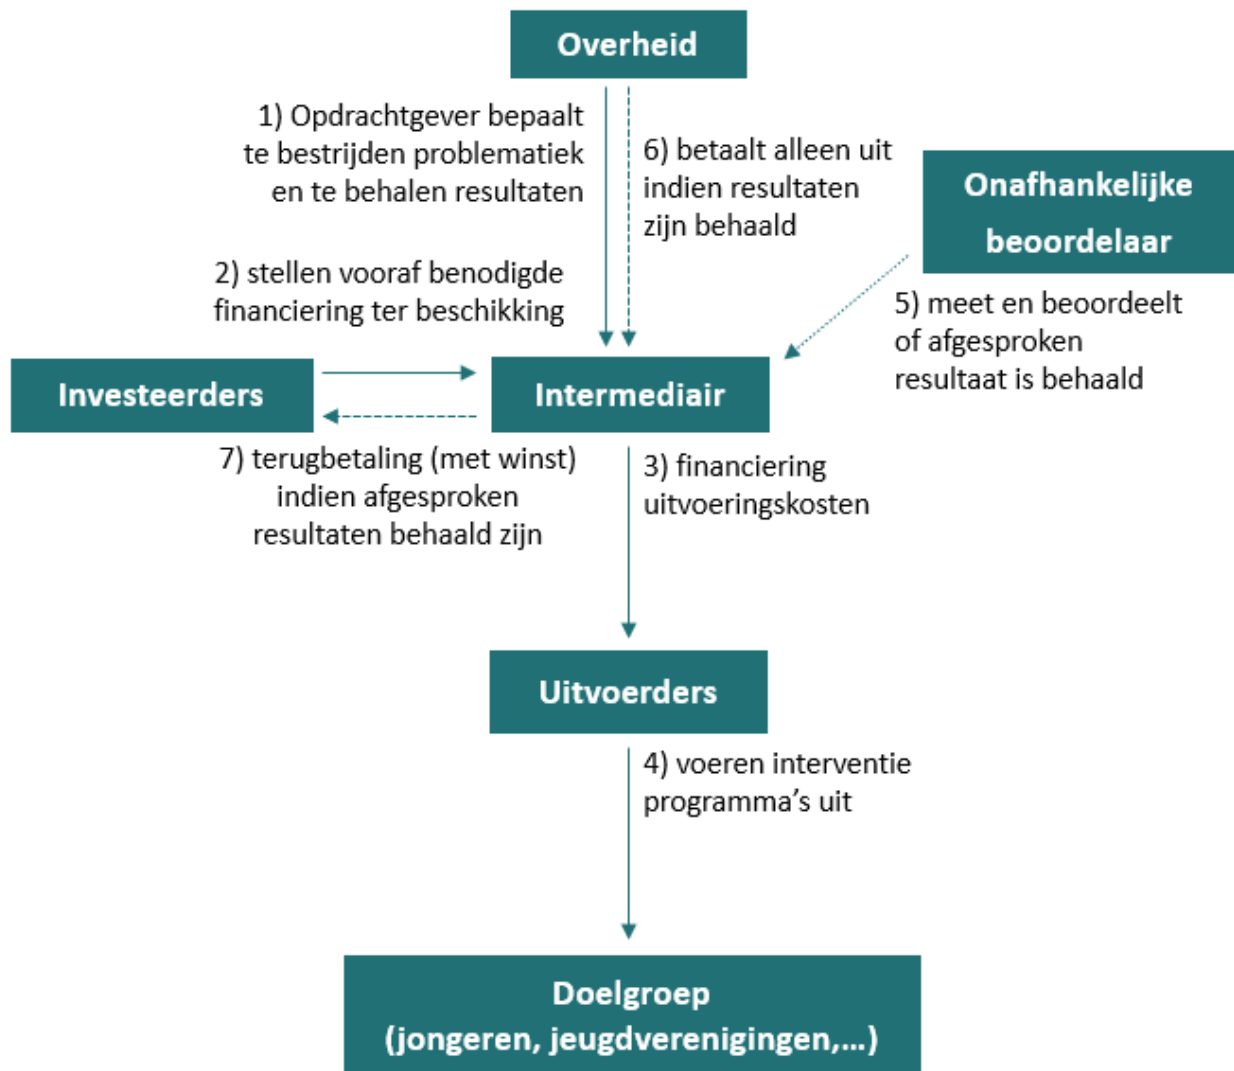 Overheid
1) Opdrachtgever bepaalt
te bestrijden problematiek
en te behalen resultaten
6) betaalt alleen uit
indien resultaten
zijn behaald
Onafhankelijke
beoordelaar
2) stellen vooraf benodigde
financiering ter beschikking
5) meet en beoordeelt
of afgesproken
resultaat is behaald
Investeerders
Intermediair
7) terugbetaling (met winst)
indien afgesproken
resultaten behaald zijn
3) financiering
uitvoeringskosten
Uitvoerders
4) voeren interventie
programma's uit
Doelgroep
(jongeren, jeugdverenigingen,…)